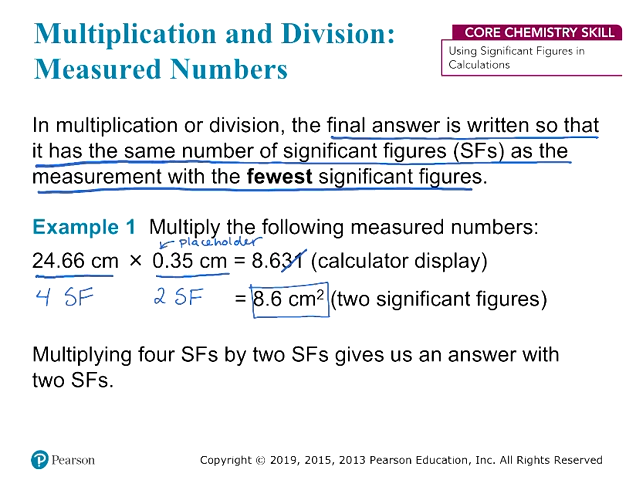 Multiplication and Division:
Measured Numbers
CORE CHEMISTRY SKILL
Using Significant Figures in
Calculations
In multiplication or division, the final answer is written so that
it has the same number of significant figures (SFs) as the
measurement with the fewest significant figures.
Example 1 Multiply the following measured numbers:
placeholder
24.66 cm × 0.35 cm = 8.631 (calculator display)
4 SF 2 SF = 8.6 cm² (two significant figures)
Multiplying four SFs by two SFs gives us an answer with
two SFs.
Pearson
Copyright © 2019, 2015, 2013 Pearson Education, Inc. All Rights Reserved